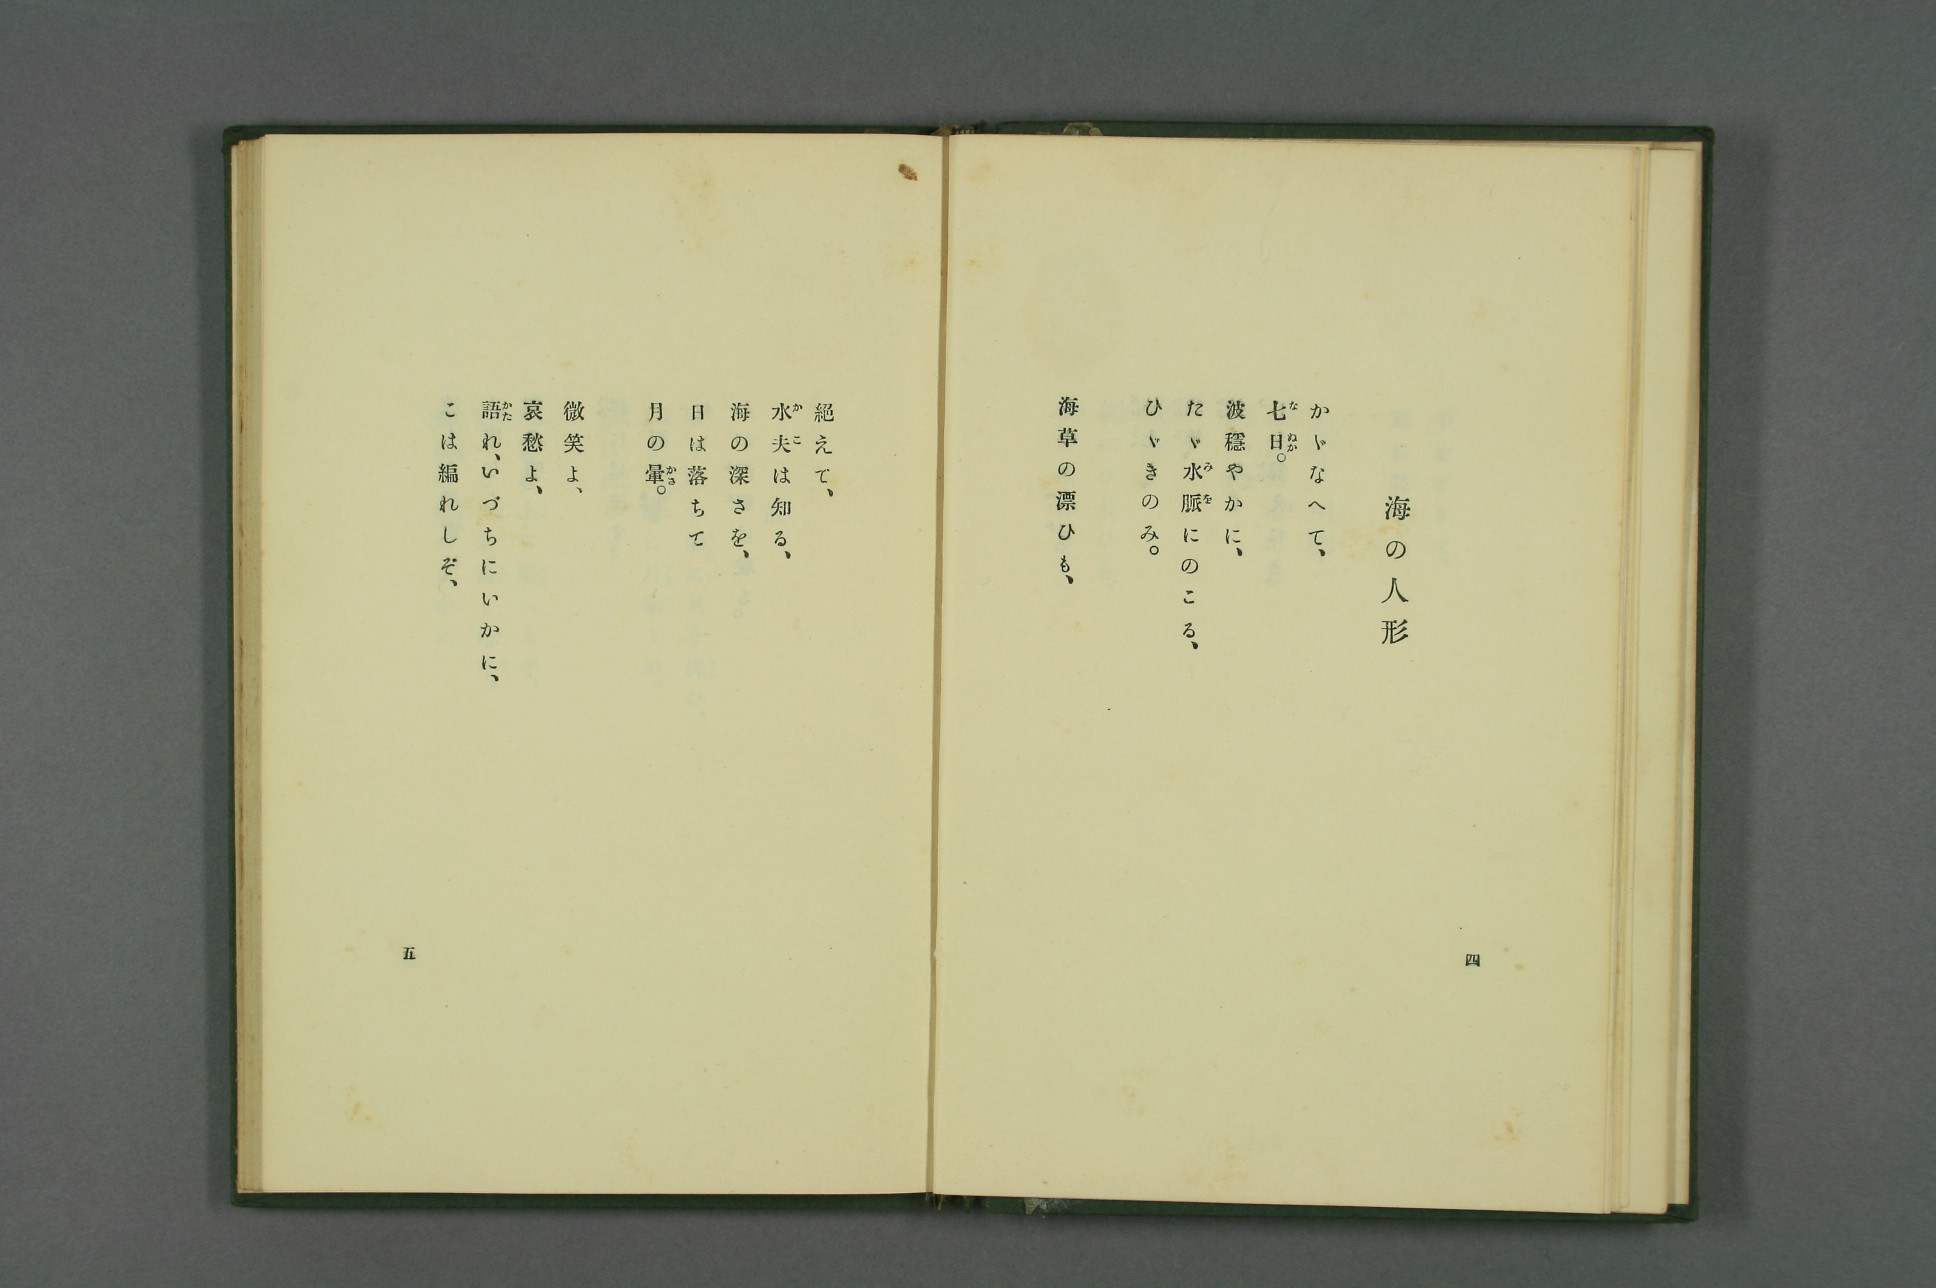 海の人形
かゞなへて、
七日。
波穩やかに、
たゞ水脈にのこる、
ひゞきのみ。
海草の漂ひも、
四
絕えて、
水夫は知る、
海の深さを、
日は落ちて
月の暈。
微笑よ、
哀愁よ、
語れ、いづちにいかに、
こは編れしぞ、
五